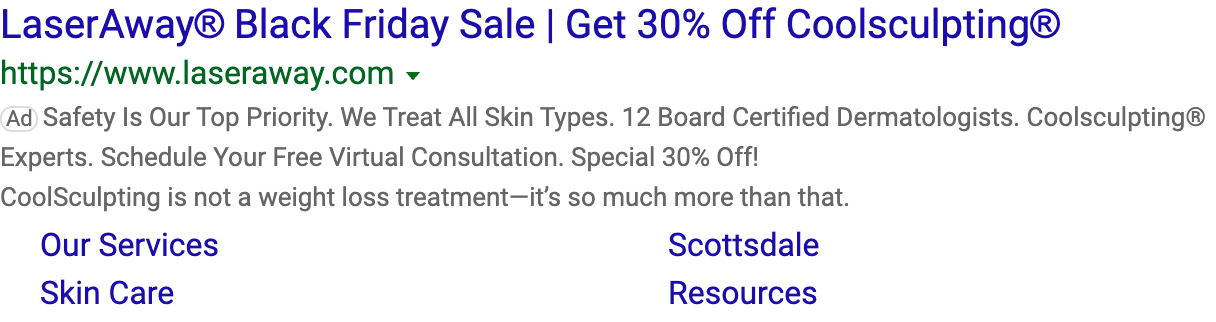 LaserAway® Black Friday Sale | Get 30% Off Coolsculpting®
https://www.laseraway.com
Ad Safety Is Our Top Priority. We Treat All Skin Types. 12 Board Certified Dermatologists. Coolsculpting®
Experts. Schedule Your Free Virtual Consultation. Special 30% Off!
CoolSculpting is not a weight loss treatment—it’s so much more than that.
Our Services Scottsdale
Skin Care Resources